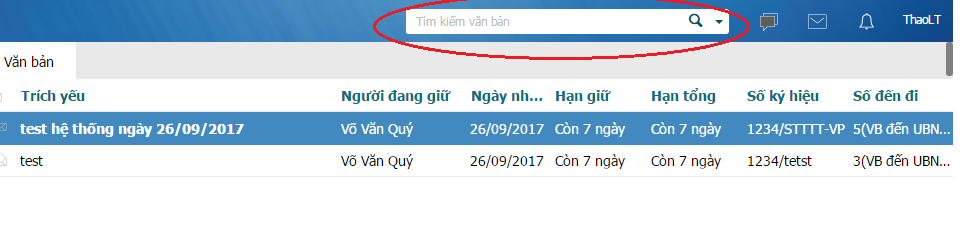 Tìm kiếm văn bản
ThaoLT
Văn bản
Trích yếu Người đang giữ Ngày nh... Hạn giữ Hạn tổng Số ký hiệu Số đến đi
test hệ thống ngày 26/09/2017 Võ Văn Quý 26/09/2017 Còn 7 ngày Còn 7 ngày 1234/STTTT-VP 5(VB đến UBN...
test Võ Văn Quý 26/09/2017 Còn 7 ngày Còn 7 ngày 1234/tetst 3(VB đến UBN...